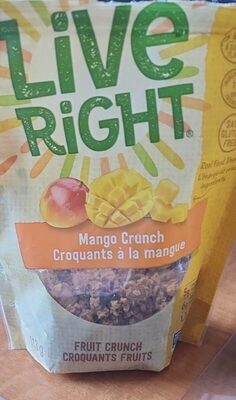 LiVE
RiGHT®
Mango Crunch
Croquants à la mangue
FRUIT CRUNCH
CROQUANTS FRUITS